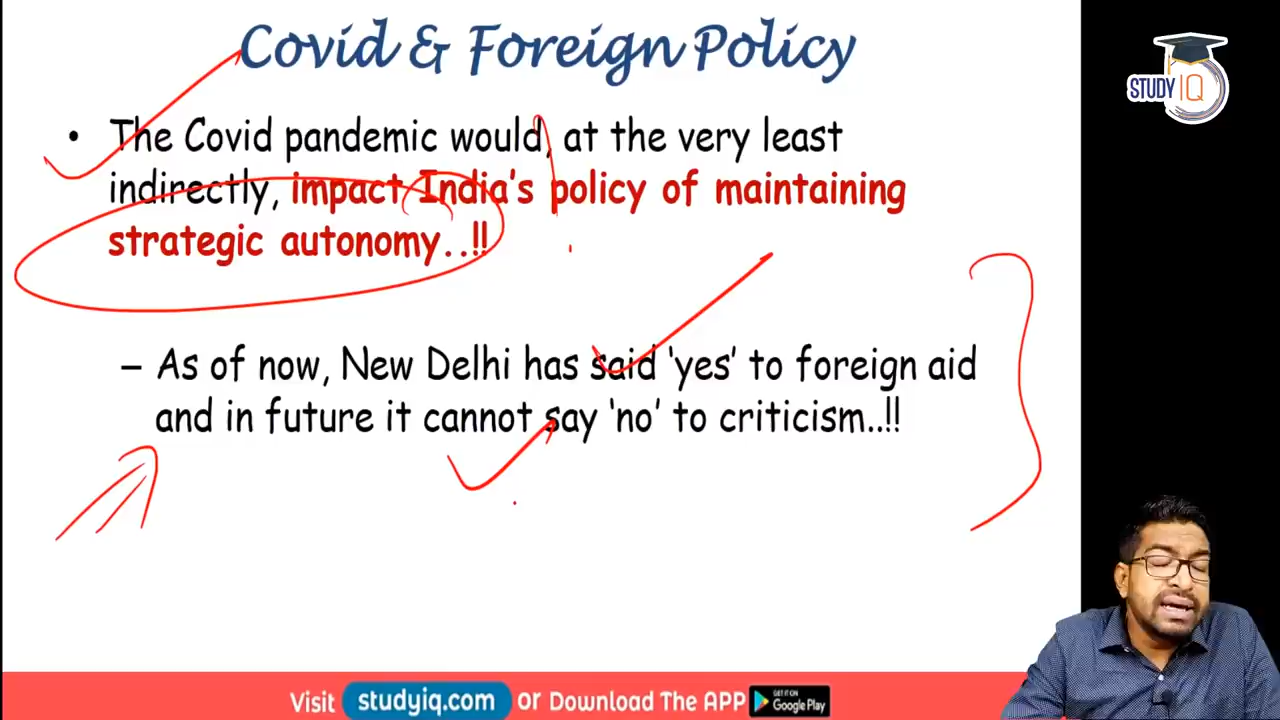 Covid & Foreign Policy
STUDY IQ
• The Covid pandemic would, at the very least
indirectly, impact India's policy of maintaining
strategic autonomy..!!
– As of now, New Delhi has said 'yes' to foreign aid
and in future it cannot say 'no' to criticism..!!
Visit studyiq.com or Download The APP GET IT ON Google Play